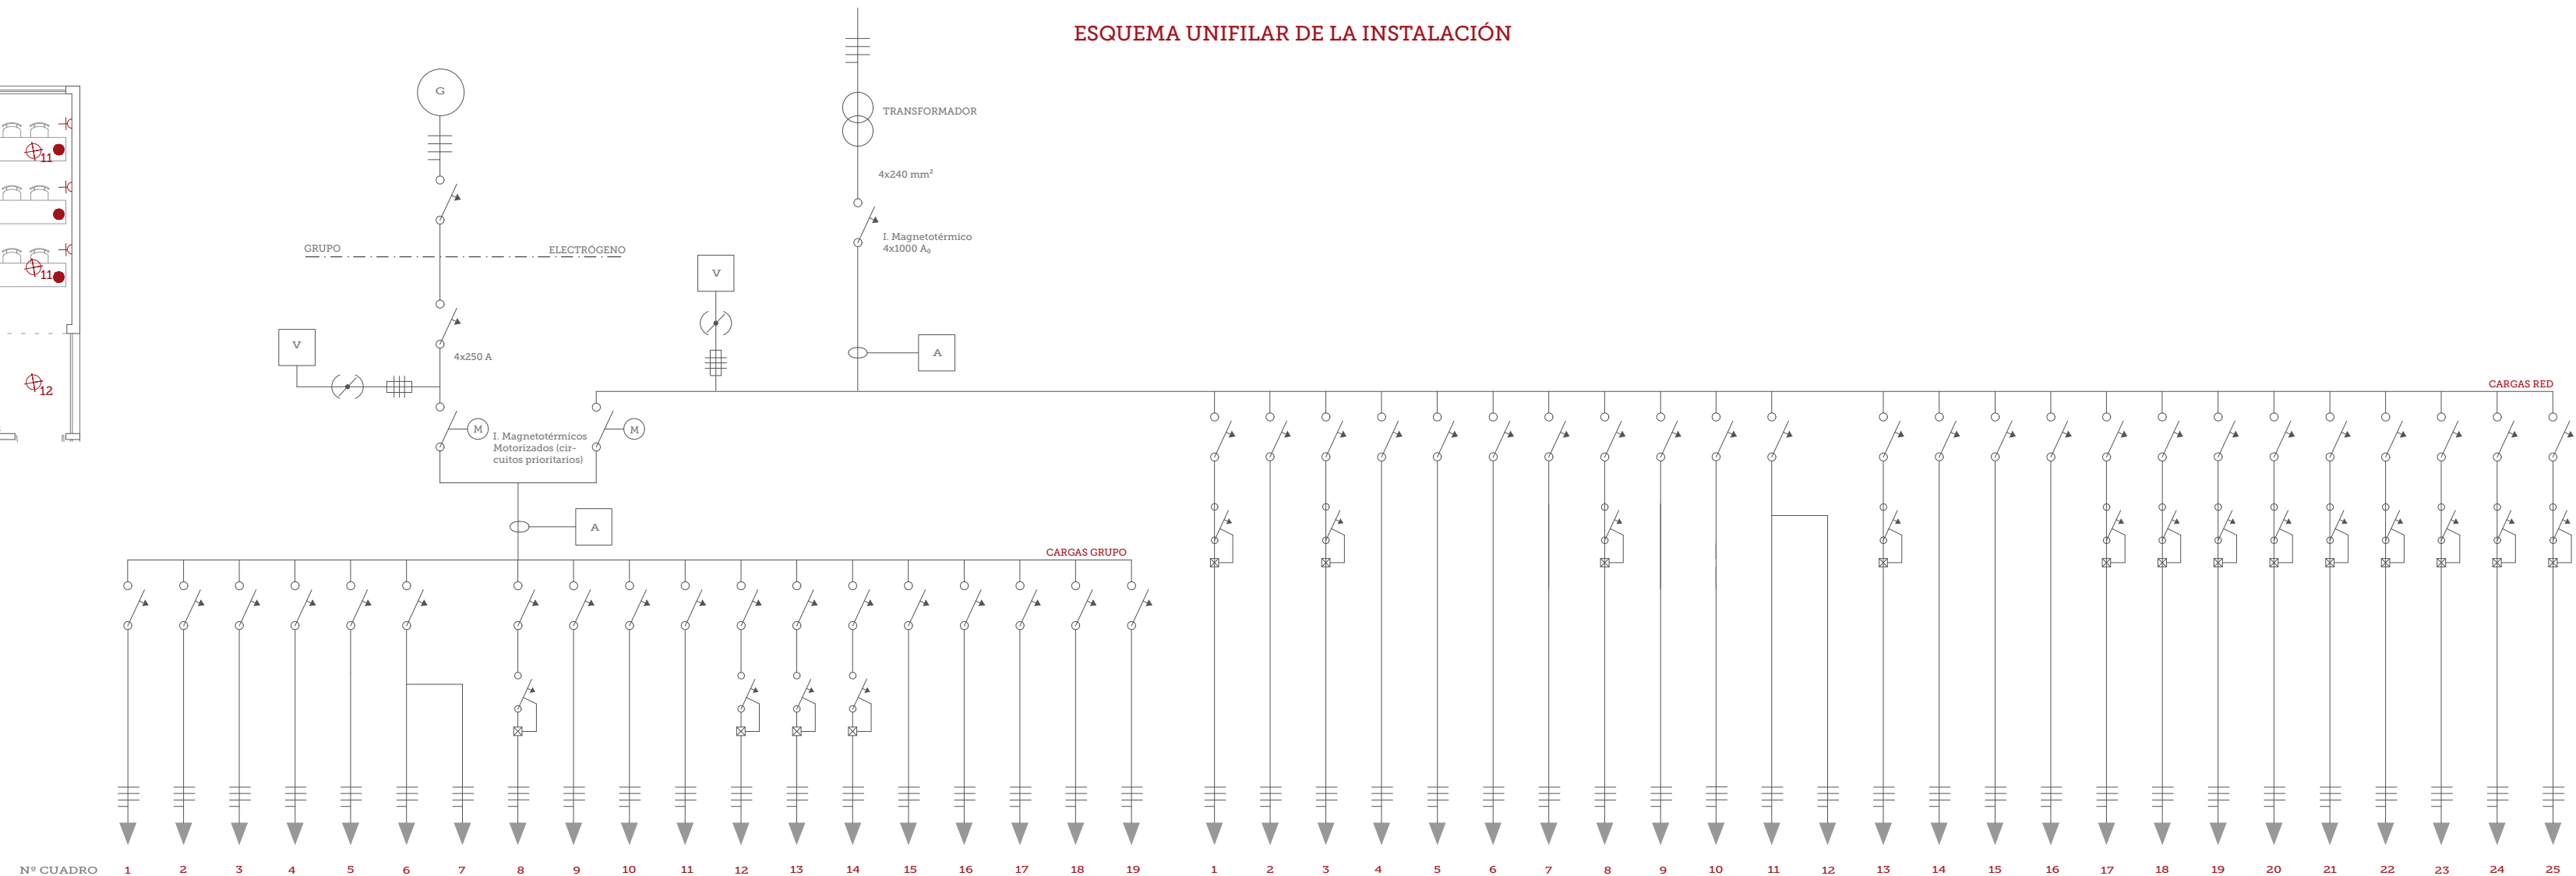 ESQUEMA UNIFILAR DE LA INSTALACIÓN
G
TRANSFORMADOR
11
4x240 mm²
I. Magnetotérmico
4x1000 A₀
GRUPO
ELECTRÓGENO
11
V
V
4x250 A
A
12
CARGAS RED
M
M
I. Magnetotérmicos
Motorizados (cir-
cuitos prioritarios)
A
CARGAS GRUPO
Nº CUADRO 1 2 3 4 5 6 7 8 9 10 11 12 13 14 15 16 17 18 19 1 2 3 4 5 6 7 8 9 10 11 12 13 14 15 16 17 18 19 20 21 22 23 24 25